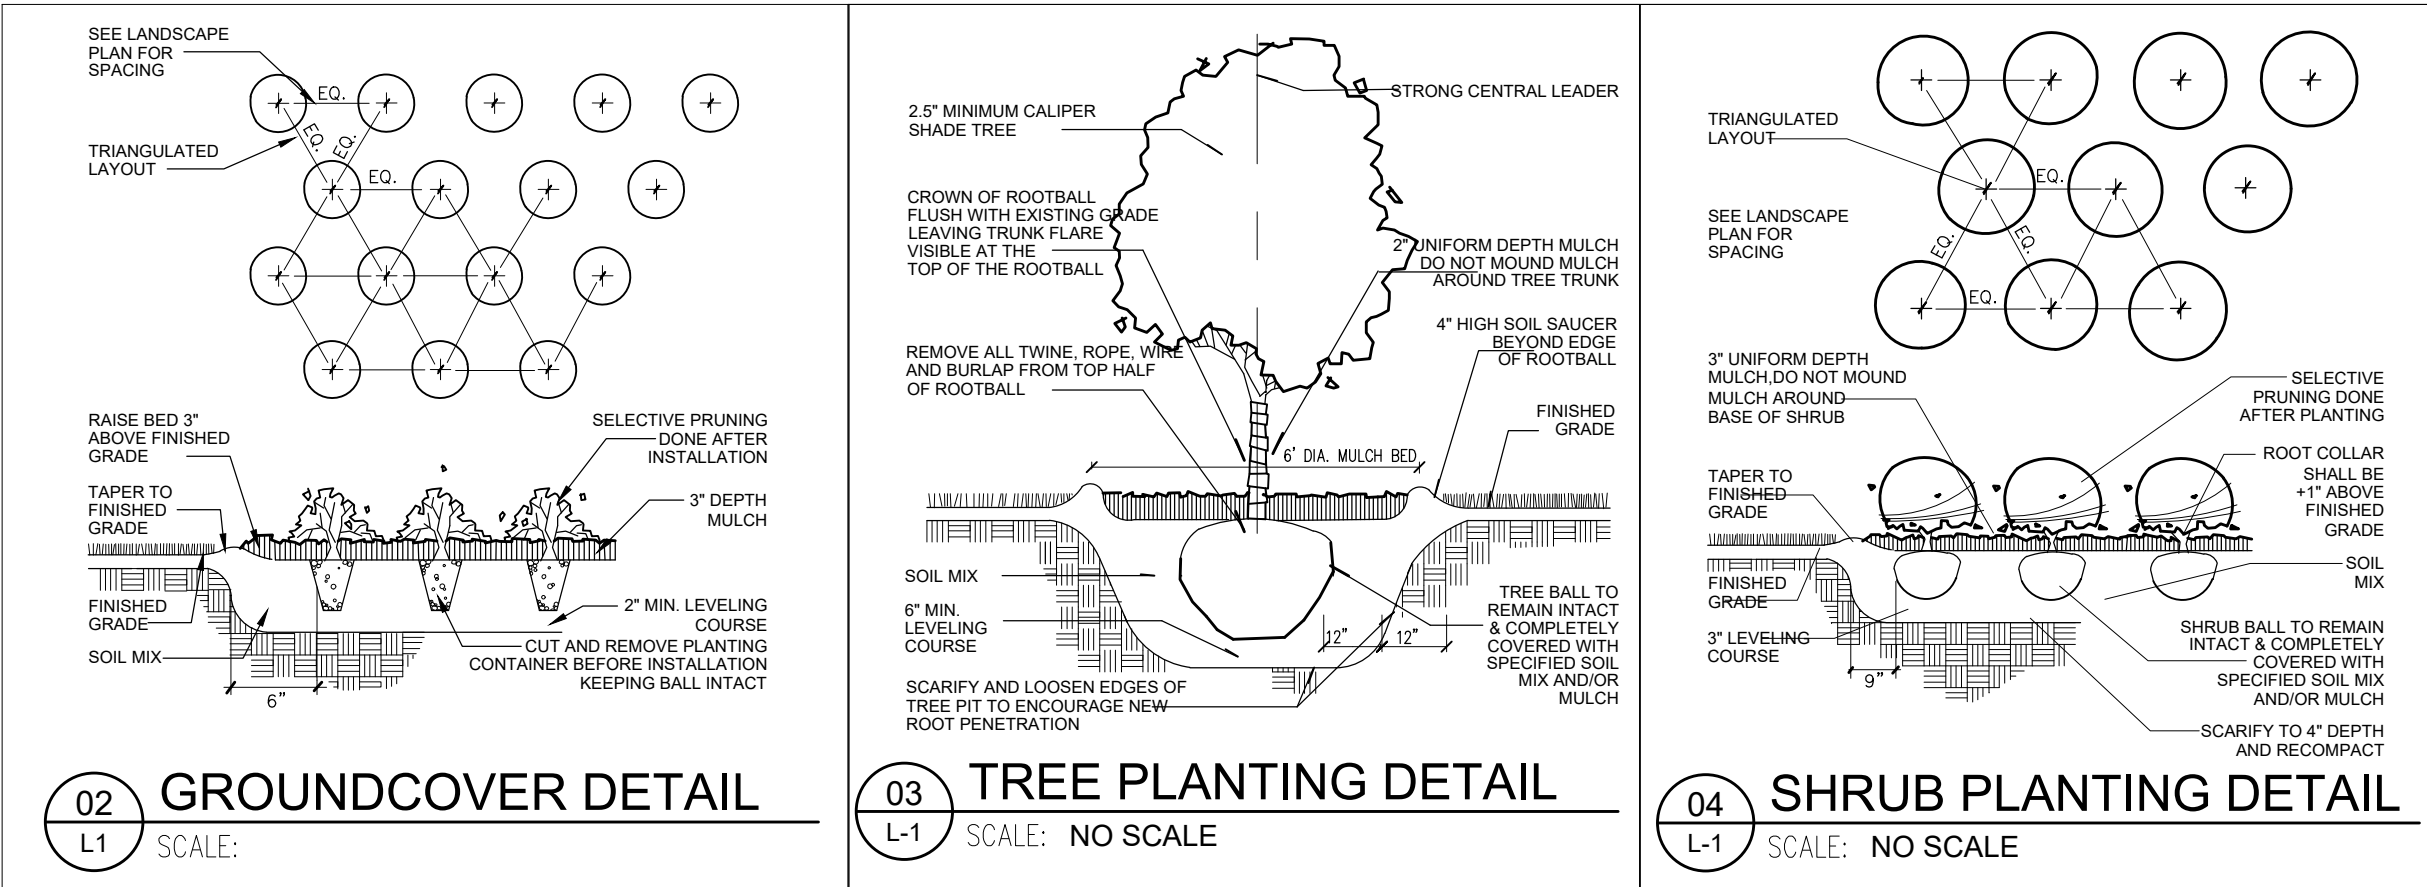 SEE LANDSCAPE
PLAN FOR
SPACING
EQ.
EQ.
EQ.
TRIANGULATED
LAYOUT
EQ.
RAISE BED 3"
ABOVE FINISHED
GRADE
SELECTIVE PRUNING
DONE AFTER
INSTALLATION
TAPER TO
FINISHED
GRADE
3" DEPTH
MULCH
FINISHED
GRADE
2" MIN. LEVELING
COURSE
SOIL MIX
CUT AND REMOVE PLANTING
CONTAINER BEFORE INSTALLATION
KEEPING BALL INTACT
6"
02
L1
GROUNDCOVER DETAIL
SCALE:
STRONG CENTRAL LEADER
2.5" MINIMUM CALIPER
SHADE TREE
CROWN OF ROOTBALL
FLUSH WITH EXISTING GRADE
LEAVING TRUNK FLARE
VISIBLE AT THE
TOP OF THE ROOTBALL
2" UNIFORM DEPTH MULCH
DO NOT MOUND MULCH
AROUND TREE TRUNK
4" HIGH SOIL SAUCER
BEYOND EDGE
OF ROOTBALL
REMOVE ALL TWINE, ROPE, WIRE
AND BURLAP FROM TOP HALF
OF ROOTBALL
FINISHED
GRADE
6' DIA. MULCH BED
SOIL MIX
6" MIN.
LEVELING
COURSE
12"
12"
TREE BALL TO
REMAIN INTACT
& COMPLETELY
COVERED WITH
SPECIFIED SOIL
MIX AND/OR
MULCH
SCARIFY AND LOOSEN EDGES OF
TREE PIT TO ENCOURAGE NEW
ROOT PENETRATION
03
L-1
TREE PLANTING DETAIL
SCALE: NO SCALE
TRIANGULATED
LAYOUT
EQ.
SEE LANDSCAPE
PLAN FOR
SPACING
EQ.
EQ.
EQ.
3" UNIFORM DEPTH
MULCH,DO NOT MOUND
MULCH AROUND
BASE OF SHRUB
SELECTIVE
PRUNING DONE
AFTER PLANTING
ROOT COLLAR
SHALL BE
+1" ABOVE
FINISHED
GRADE
TAPER TO
FINISHED
GRADE
SOIL
MIX
FINISHED
GRADE
3" LEVELING
COURSE
9"
SHRUB BALL TO REMAIN
INTACT & COMPLETELY
COVERED WITH
SPECIFIED SOIL MIX
AND/OR MULCH
SCARIFY TO 4" DEPTH
AND RECOMPACT
04
L-1
SHRUB PLANTING DETAIL
SCALE: NO SCALE